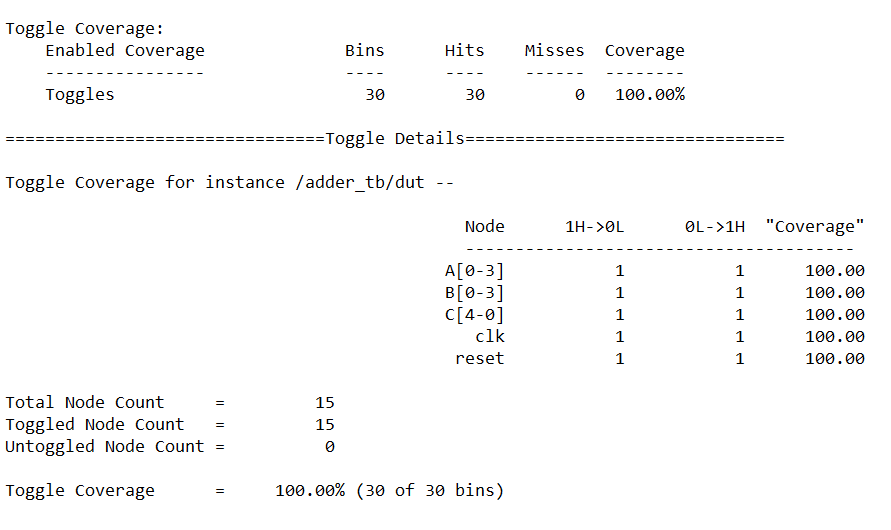 Toggle Coverage:
    Enabled Coverage              Bins      Hits    Misses  Coverage
    ----------------              ----      ----    ------  --------
    Toggles                         30        30         0   100.00%
================================Toggle Details================================
Toggle Coverage for instance /adder_tb/dut --
                                              Node      1H->0L      0L->1H  "Coverage"
                                              ---------------------------------------
                                            A[0-3]           1           1      100.00
                                            B[0-3]           1           1      100.00
                                            C[4-0]           1           1      100.00
                                               clk           1           1      100.00
                                             reset           1           1      100.00
Total Node Count     =         15
Toggled Node Count   =         15
Untoggled Node Count =          0
Toggle Coverage      =     100.00% (30 of 30 bins)